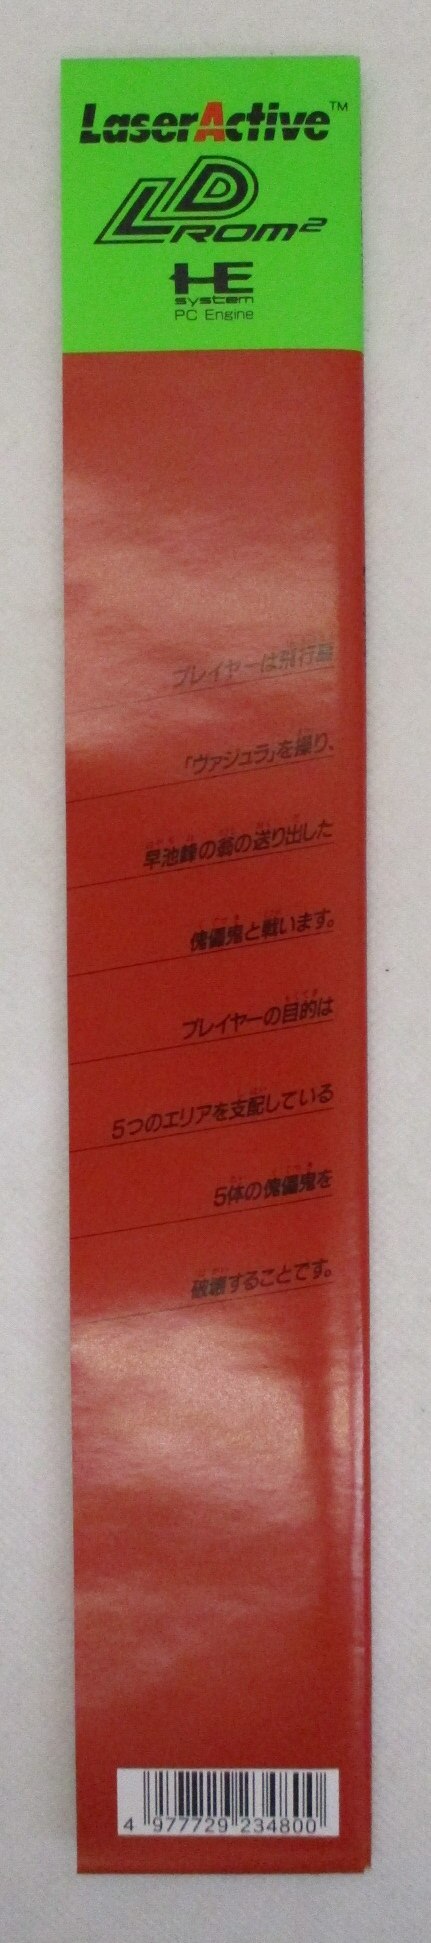 LaserActive™
LD ROM²
HE
system
PC Engine
プレイヤーは飛行
「ヴァジュラ」を操り、
早池峰の翁の送り出した
傀儡鬼と戦います。
プレイヤーの目的は
5つのエリアを支配している
5体の傀儡鬼を
破壊することです。
4 977729 234800